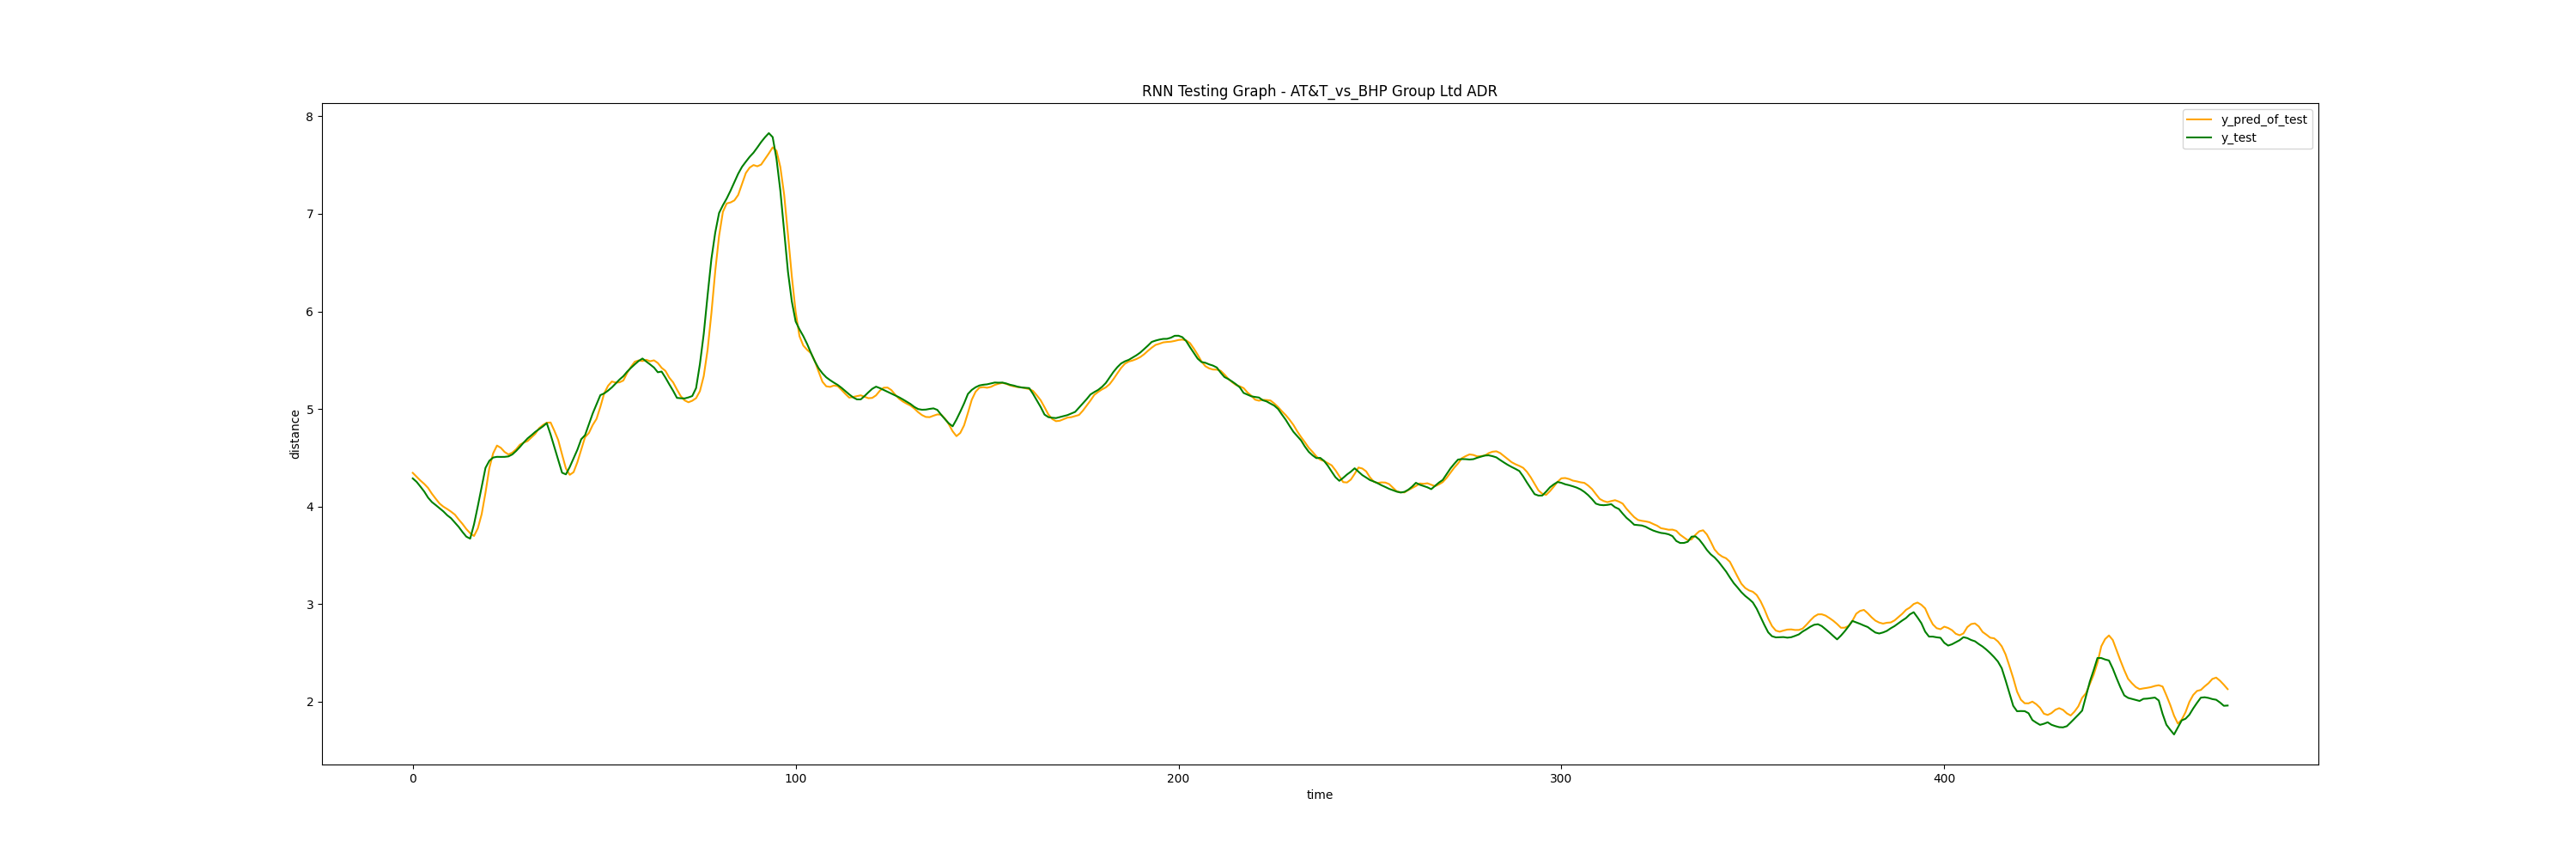 RNN Testing Graph - AT&T_vs_BHP Group Ltd ADR
y_pred_of_test
y_test
8
7
6
5
4
3
2
distance
0 100 200 300 400
time